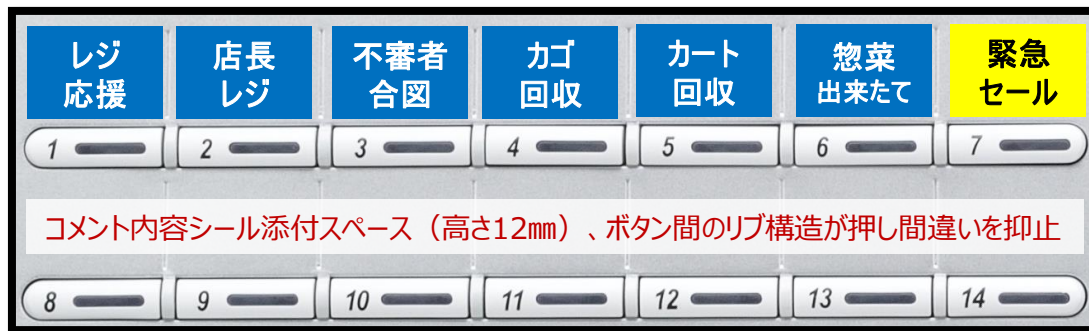 レジ
応援
店長
レジ
不審者
合図
カゴ
回収
カート
回収
惣菜
出来たて
緊急
セール
1
2
3
4
5
6
7
コメント内容シール添付スペース（高さ12㎜）、ボタン間のリブ構造が押し間違いを抑止
8
9
10
11
12
13
14